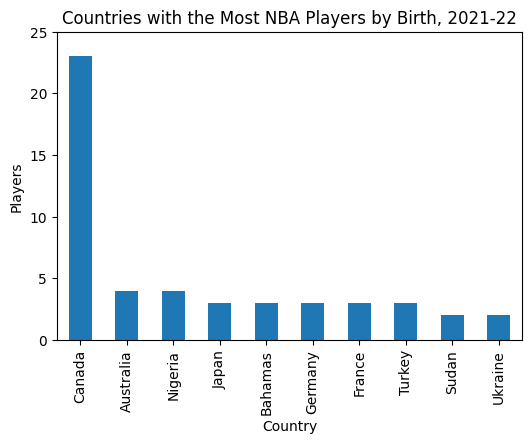 Countries with the Most NBA Players by Birth, 2021-22
25
20
15
10
5
0
Players
Canada
Australia
Nigeria
Japan
Bahamas
Germany
France
Turkey
Sudan
Ukraine
Country